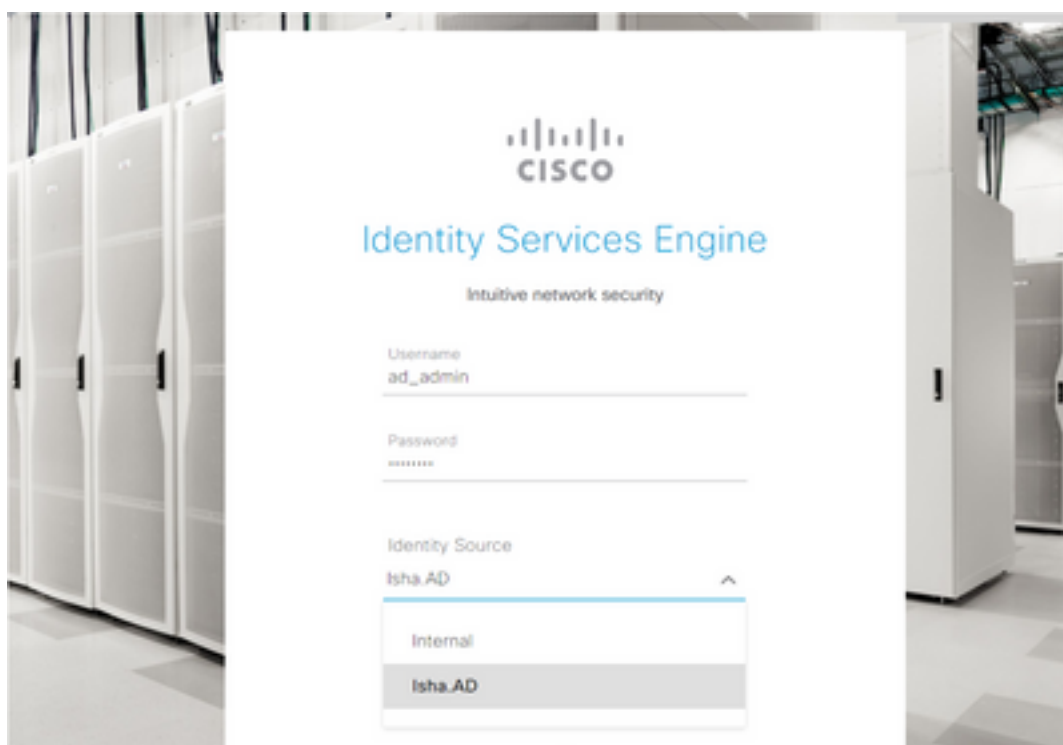 CISCO
Identity Services Engine
Intuitive network security
Username
ad_admin
Password
Identity Source
Isha.AD
Internal
Isha.AD